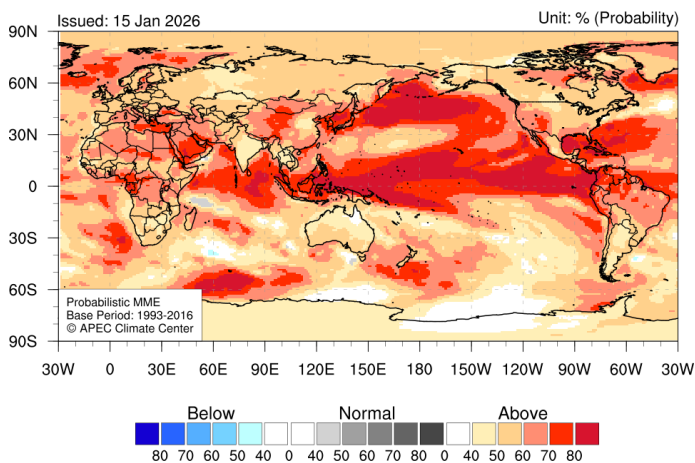 Issued: 15 Jan 2026
Unit: % (Probability)
90N
60N
30N
0
30S
60S
90S
Probabilistic MME
Base Period: 1993-2016
© APEC Climate Center
30W 0 30E 60E 90E 120E 150E 180 150W 120W 90W 60W 30W
Below Normal Above
80 70 60 50 40 0 40 50 60 70 80 0 40 50 60 70 80